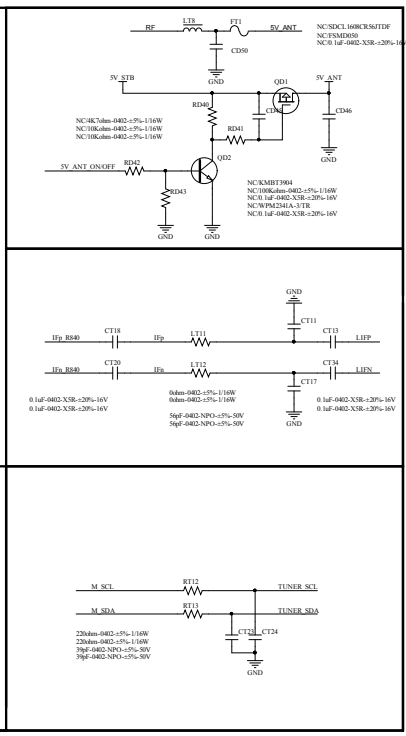 RF
LT8
FT1
5V_ANT
NC/SDCL1608CR56JTDF
NC/FSMD050
NC/0.1uF-0402-X5R-±20%-16V
CD50
GND
5V_STB
QD1
5V_ANT
RD40
CD45
CD46
NC/4K7ohm-0402-±5%-1/16W
NC/10Kohm-0402-±5%-1/16W
NC/10Kohm-0402-±5%-1/16W
RD41
GND
5V_ANT_ON/OFF
RD42
QD2
RD43
NC/KMBT3904
NC/100Kohm-0402-±5%-1/16W
NC/0.1uF-0402-X5R-±20%-16V
NC/WPM2341A-3/TR
NC/0.1uF-0402-X5R-±20%-16V
GND
GND
GND
CT11
IFp_R840
CT18
IFp
LT11
CT13
LIFP
IFn_R840
CT20
IFn
LT12
CT34
LIFN
CT17
0.1uF-0402-X5R-±20%-16V
0.1uF-0402-X5R-±20%-16V
0ohm-0402-±5%-1/16W
0ohm-0402-±5%-1/16W
56pF-0402-NPO-±5%-50V
56pF-0402-NPO-±5%-50V
GND
0.1uF-0402-X5R-±20%-16V
0.1uF-0402-X5R-±20%-16V
M_SCL
RT12
TUNER_SCL
M_SDA
RT13
TUNER_SDA
220ohm-0402-±5%-1/16W
220ohm-0402-±5%-1/16W
39pF-0402-NPO-±5%-50V
39pF-0402-NPO-±5%-50V
CT23
CT24
GND